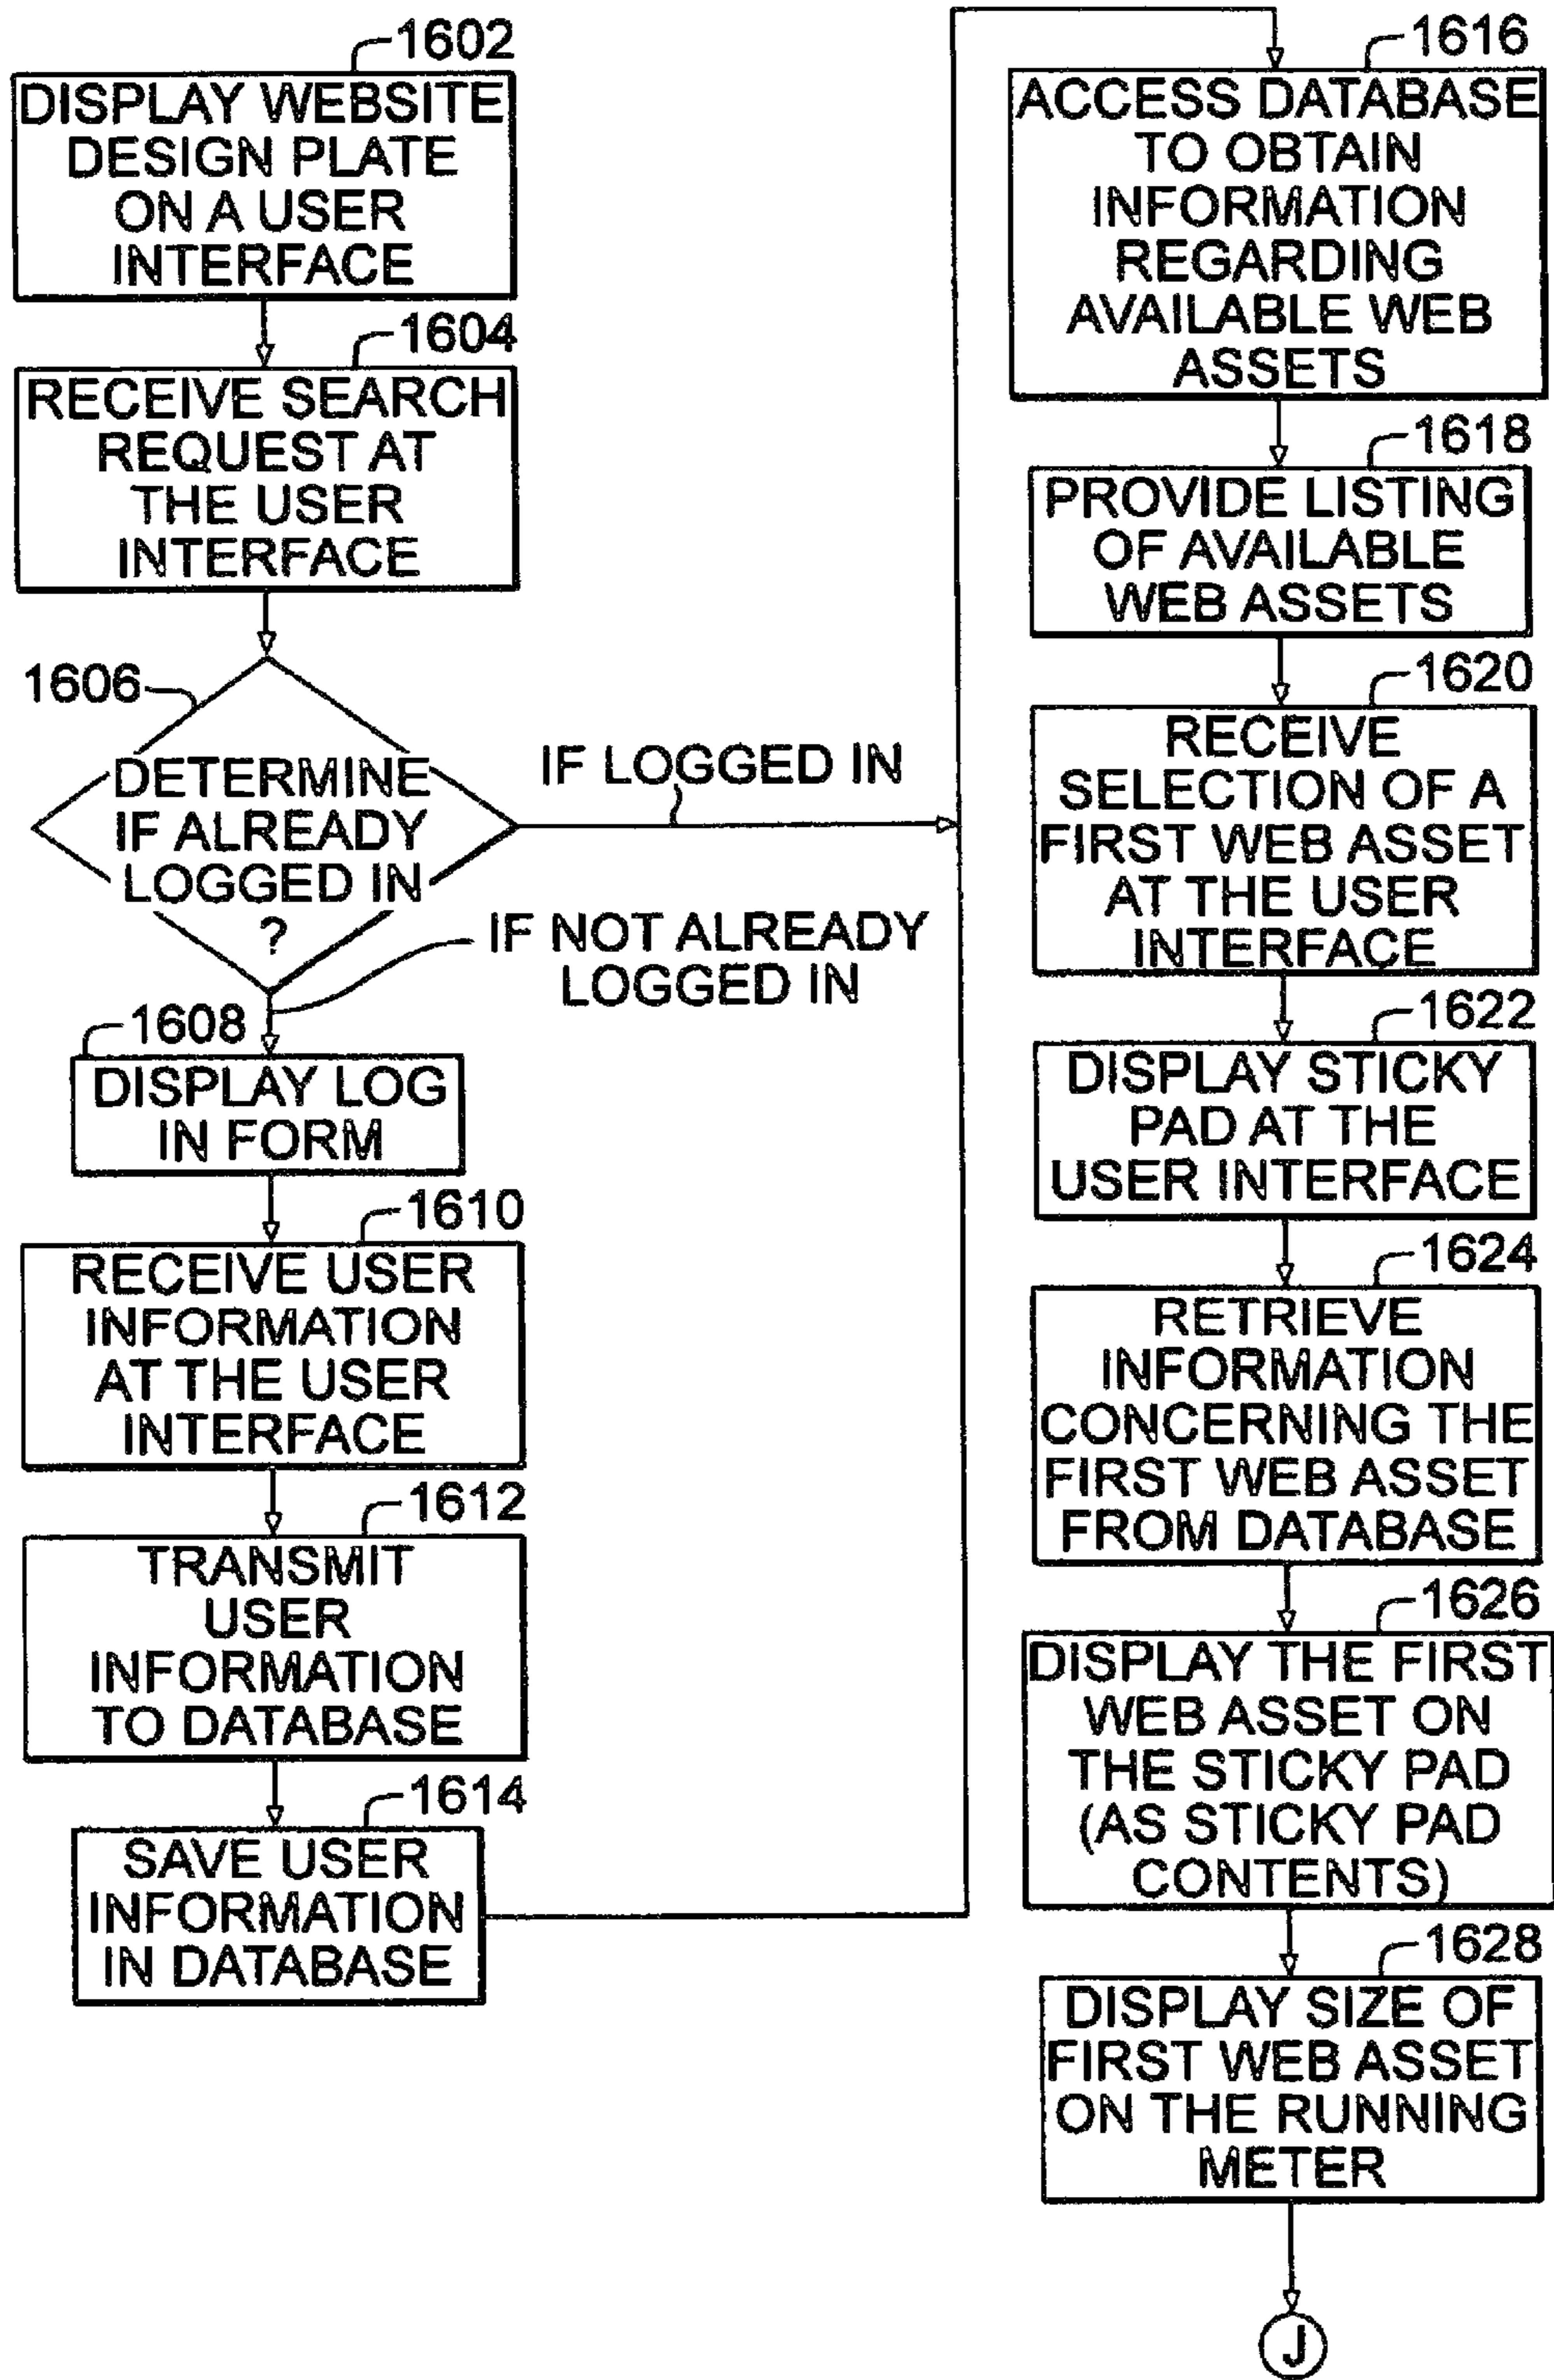 1602
DISPLAY WEBSITE
DESIGN PLATE
ON A USER
INTERFACE
1604
RECEIVE SEARCH
REQUEST AT
THE USER
INTERFACE
1606
DETERMINE
IF ALREADY
LOGGED IN
?
IF LOGGED IN
IF NOT ALREADY
LOGGED IN
1608
DISPLAY LOG
IN FORM
1610
RECEIVE USER
INFORMATION
AT THE USER
INTERFACE
1612
TRANSMIT
USER
INFORMATION
TO DATABASE
1614
SAVE USER
INFORMATION
IN DATABASE
1616
ACCESS DATABASE
TO OBTAIN
INFORMATION
REGARDING
AVAILABLE WEB
ASSETS
1618
PROVIDE LISTING
OF AVAILABLE
WEB ASSETS
1620
RECEIVE
SELECTION OF A
FIRST WEB ASSET
AT THE USER
INTERFACE
1622
DISPLAY STICKY
PAD AT THE
USER INTERFACE
1624
RETRIEVE
INFORMATION
CONCERNING THE
FIRST WEB ASSET
FROM DATABASE
1626
DISPLAY THE FIRST
WEB ASSET ON
THE STICKY PAD
(AS STICKY PAD
CONTENTS)
1628
DISPLAY SIZE OF
FIRST WEB ASSET
ON THE RUNNING
METER
J